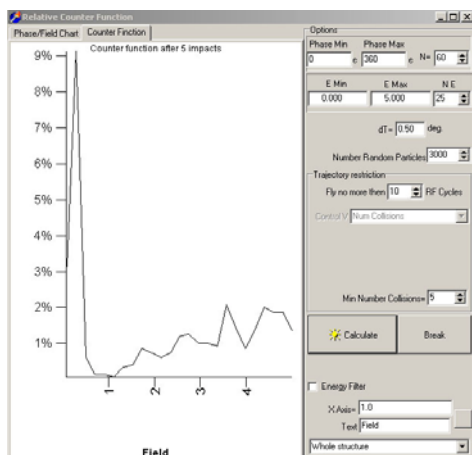 Relative Counter Function
Phase/Field Chart Counter Finction
Counter function after 5 impacts
9%
8%
7%
6%
5%
4%
3%
2%
1%
1 2 3 4
Field
Options
Phase Min Phase Max
0 360 N= 60
E Min E Max N E
0.000 5.000 25
dT= 0.50 deg.
Number Random Particles 3000
Trajectory restriction
Fly no more then 10 RF Cycles
Control V Num Collisions
Min Number Collisions= 5
Calculate Break
Energy Filter
X Axis= 1.0
Text Field
Whole structure